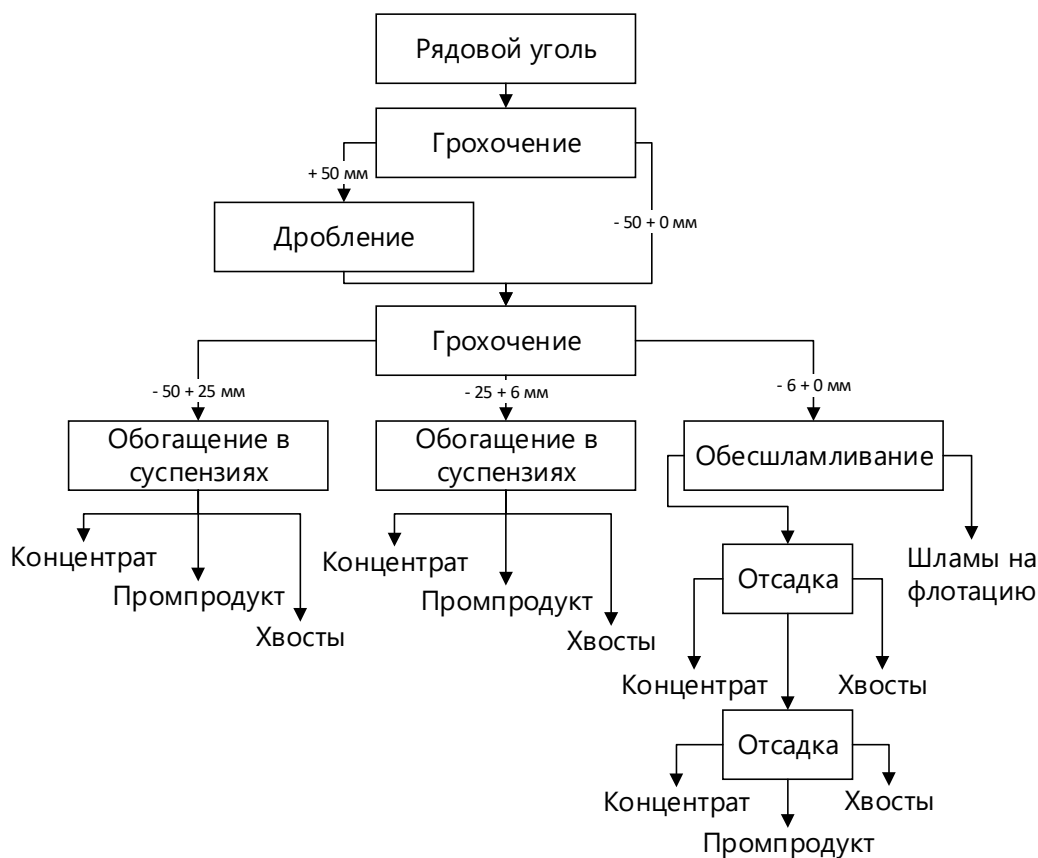 Рядовой уголь
Грохочение
+ 50 мм
- 50 + 0 мм
Дробление
Грохочение
- 50 + 25 мм
- 25 + 6 мм
- 6 + 0 мм
Обогащение в
суспензиях
Обогащение в
суспензиях
Обесшламливание
Концентрат
Промпродукт
Хвосты
Концентрат
Промпродукт
Хвосты
Отсадка
Шламы на
флотацию
Концентрат
Хвосты
Отсадка
Концентрат
Хвосты
Промпродукт